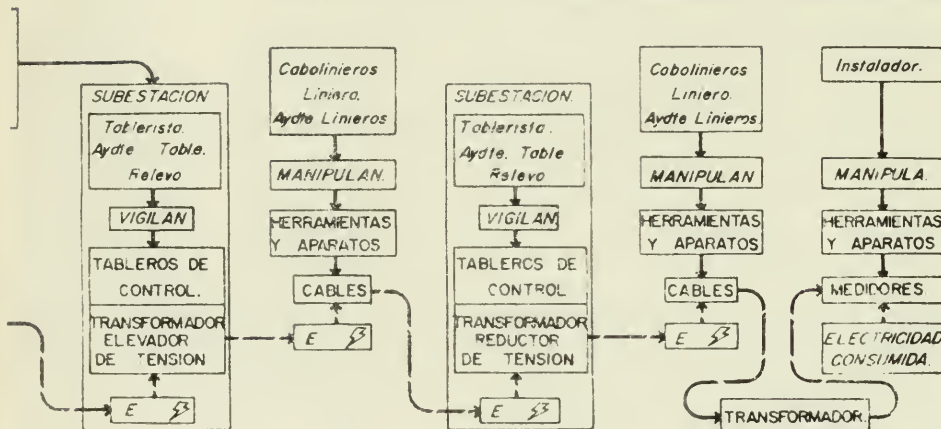 SUBESTACION
Tablerista.
Aydte Table.
Relevo
VIGILAN
TABLEROS DE
CONTROL.
TRANSFORMADOR
ELEVADOR
DE TENSION
E
Cabolinieros
Liniero.
Aydte Linieros
MANIPULAN.
HERRAMIENTAS
Y APARATOS
CABLES
E
SUBESTACION.
Tablerista.
Aydte. Table
Relevo
VIGILAN
TABLEROS DE
CONTROL
TRANSFORMADOR
REDUCTOR
DE TENSION
E
Cabolinieros
Liniero.
Aydte Linieros.
MANIPULAN
HERRAMIENTAS
Y APARATOS
CABLES
E
TRANSFORMADOR.
Instalador.
MANIPULA.
HERRAMIENTAS
Y APARATOS
MEDIDORES.
ELECTRICIDAD
CONSUMIDA.